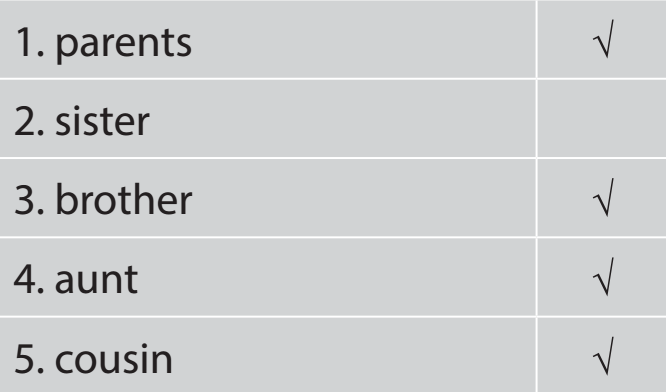 1. parents √
2. sister
3. brother √
4. aunt √
5. cousin √